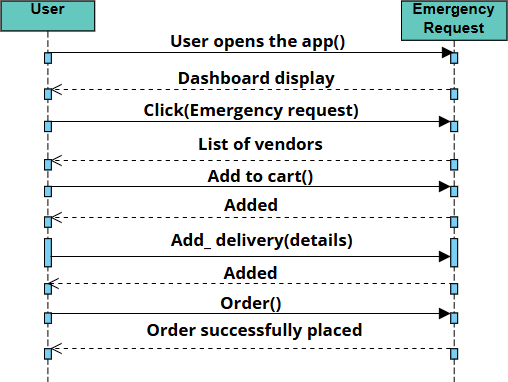 User
Emergency
Request
User opens the app()
Dashboard display
Click(Emergency request)
List of vendors
Add to cart()
Added
Add_ delivery(details)
Added
Order()
Order successfully placed